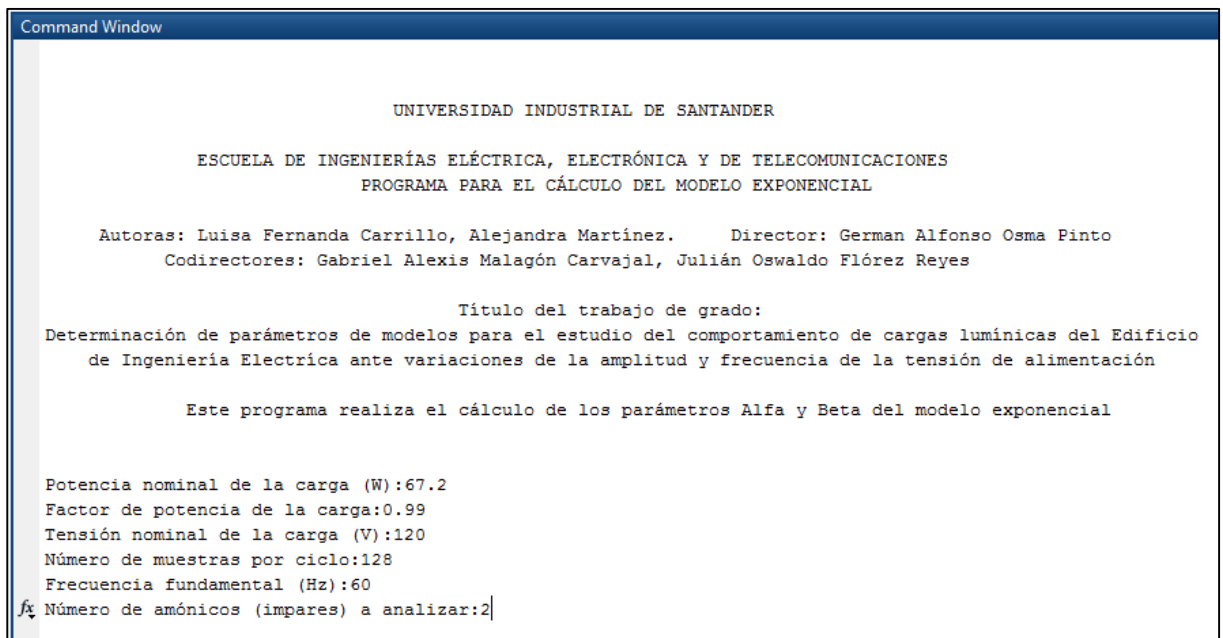 Command Window
UNIVERSIDAD INDUSTRIAL DE SANTANDER
ESCUELA DE INGENIERÍAS ELÉCTRICA, ELECTRÓNICA Y DE TELECOMUNICACIONES
PROGRAMA PARA EL CÁLCULO DEL MODELO EXPONENCIAL
Autoras: Luisa Fernanda Carrillo, Alejandra Martínez. Director: German Alfonso Osma Pinto
Codirectores: Gabriel Alexis Malagón Carvajal, Julián Oswaldo Flórez Reyes
Título del trabajo de grado:
Determinación de parámetros de modelos para el estudio del comportamiento de cargas lumínicas del Edificio
de Ingeniería Electríca ante variaciones de la amplitud y frecuencia de la tensión de alimentación
Este programa realiza el cálculo de los parámetros Alfa y Beta del modelo exponencial
Potencia nominal de la carga (W):67.2
Factor de potencia de la carga:0.99
Tensión nominal de la carga (V):120
Número de muestras por ciclo:128
Frecuencia fundamental (Hz):60
fx Número de amónicos (impares) a analizar:2